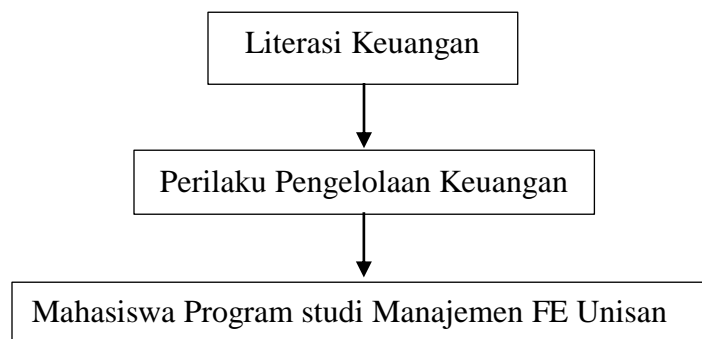 Literasi Keuangan
Perilaku Pengelolaan Keuangan
Mahasiswa Program studi Manajemen FE Unisan